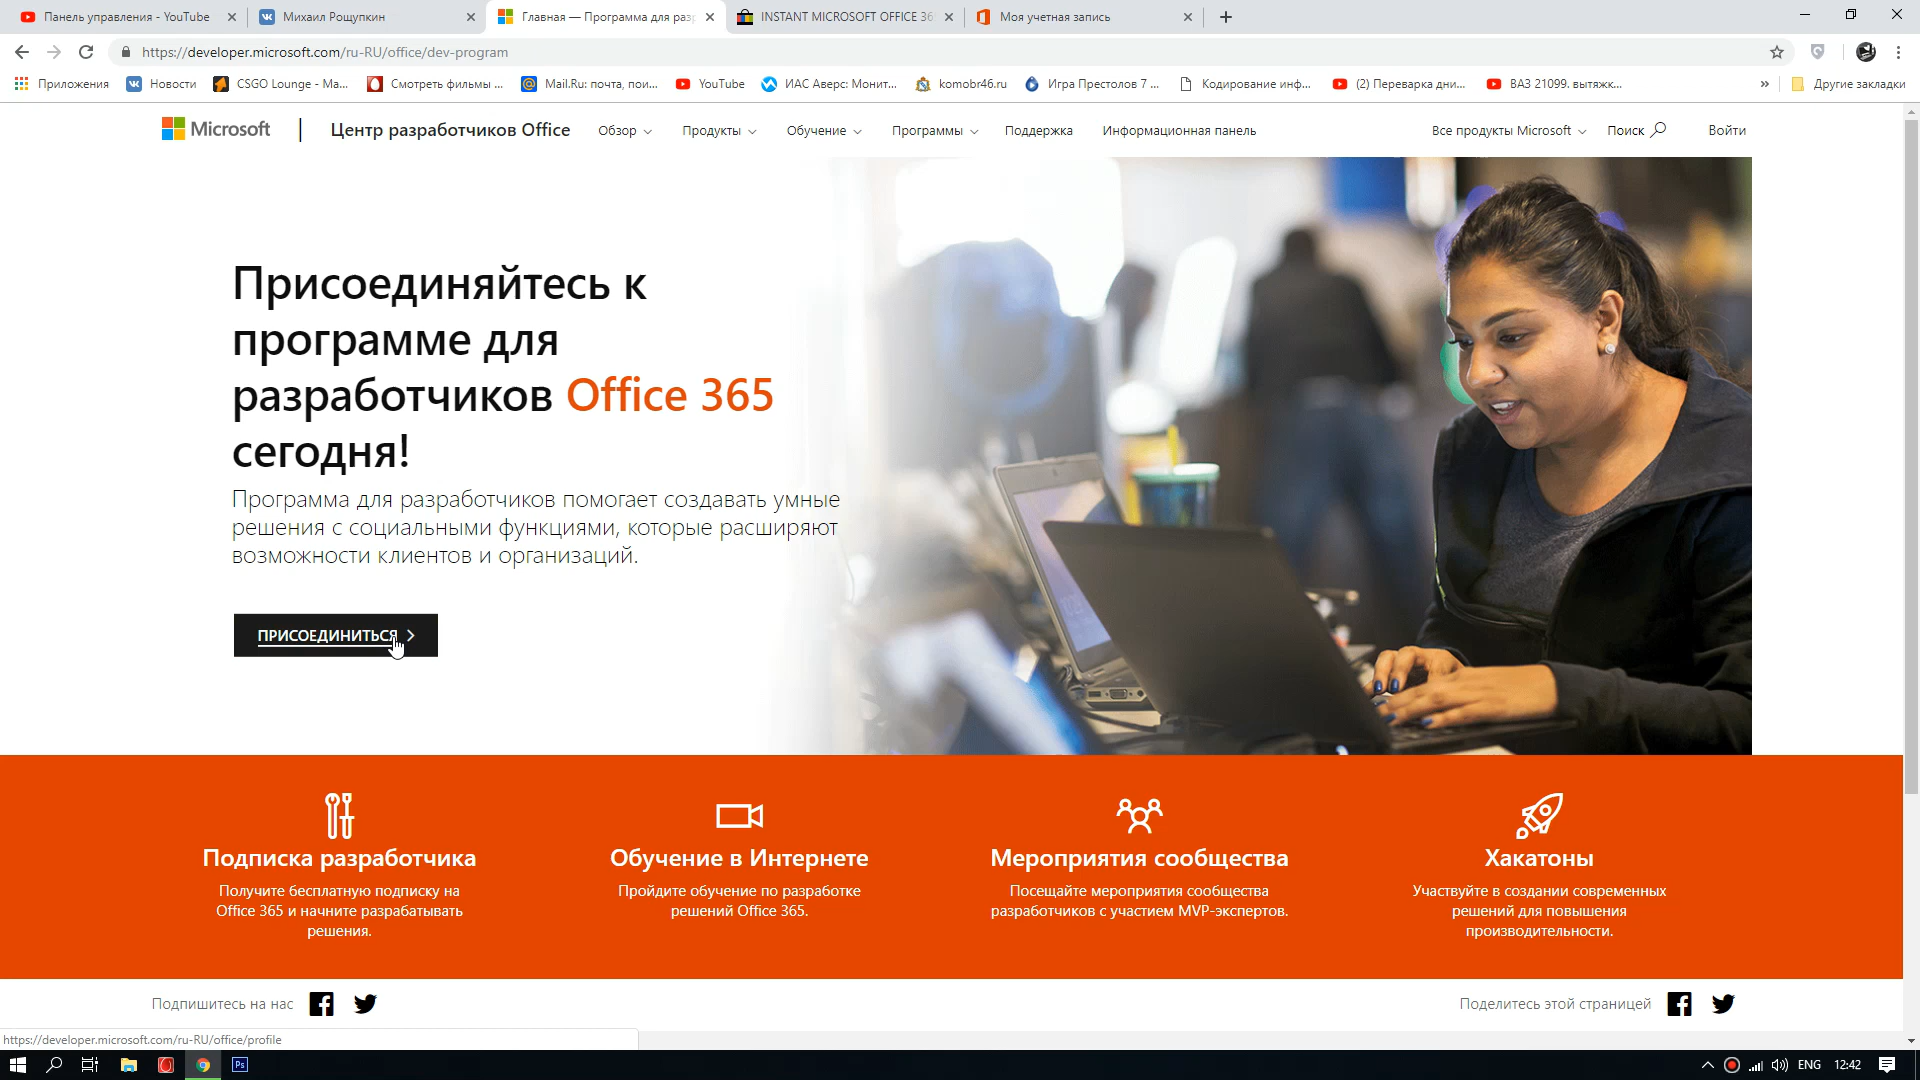 Панель управления - YouTube
Михаил Рощупкин
Главная — Программа для раз
INSTANT MICROSOFT OFFICE 36
Моя учетная запись
https://developer.microsoft.com/ru-RU/office/dev-program
Приложения
Новости
CSGO Lounge - Ma...
Смотреть фильмы ...
Mail.Ru: почта, пои...
YouTube
ИАС Аверс: Монит...
komobr46.ru
Игра Престолов 7 ...
Кодирование инф...
(2) Переварка дни...
ВАЗ 21099. вытяжк...
»
Другие закладки
Microsoft
Центр разработчиков Office
Обзор
Продукты
Обучение
Программы
Поддержка
Информационная панель
Все продукты Microsoft
Поиск
Войти
Присоединяйтесь к
программе для
разработчиков Office 365
сегодня!
Программа для разработчиков помогает создавать умные
решения с социальными функциями, которые расширяют
возможности клиентов и организаций.
ПРИСОЕДИНИТЬСЯ
Подписка разработчика
Получите бесплатную подписку на
Office 365 и начните разрабатывать
решения.
Обучение в Интернете
Пройдите обучение по разработке
решений Office 365.
Мероприятия сообщества
Посещайте мероприятия сообщества
разработчиков с участием MVP-экспертов.
Хакатоны
Участвуйте в создании современных
решений для повышения
производительности.
Подпишитесь на нас
Поделитесь этой страницей
https://developer.microsoft.com/ru-RU/office/profile
Ps
ENG
12:42